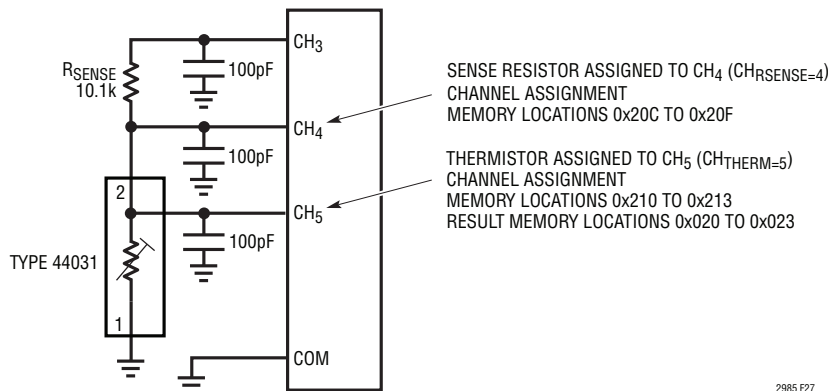 CH3
RSENSE
10.1k
100pF
SENSE RESISTOR ASSIGNED TO CH4 (CHRSENSE=4)
CHANNEL ASSIGNMENT
MEMORY LOCATIONS 0x20C TO 0x20F
CH4
100pF
THERMISTOR ASSIGNED TO CH5 (CHTHERM=5)
CHANNEL ASSIGNMENT
MEMORY LOCATIONS 0x210 TO 0x213
RESULT MEMORY LOCATIONS 0x020 TO 0x023
2
CH5
100pF
TYPE 44031
1
COM
2985 F27